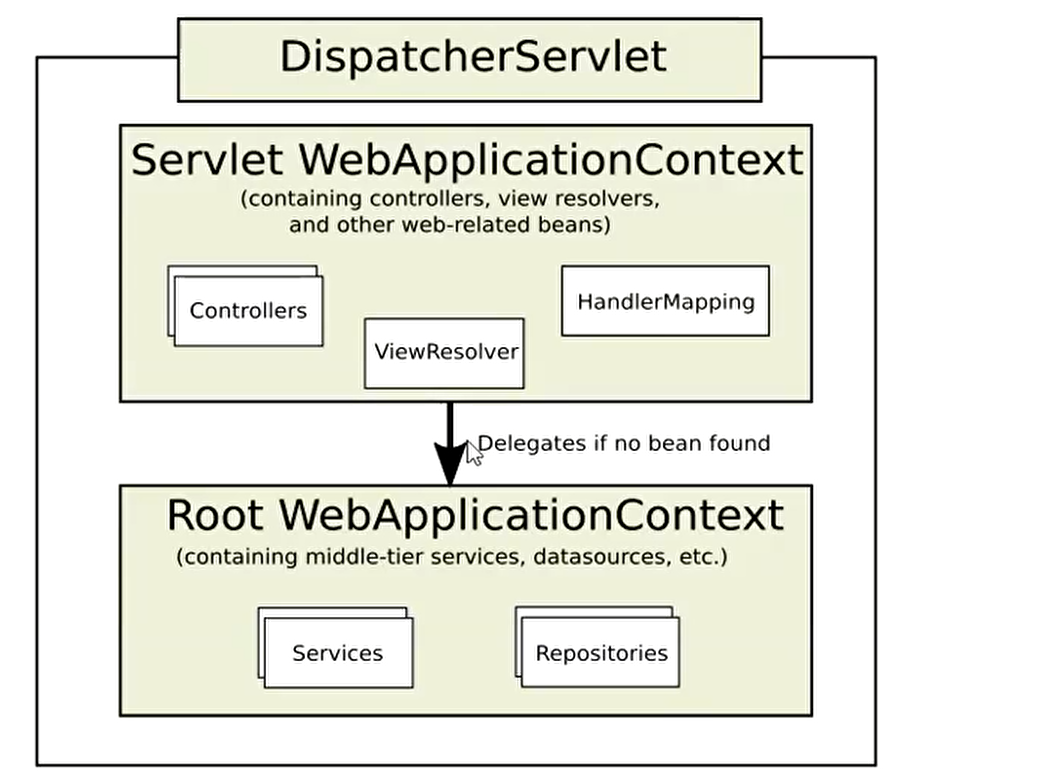 DispatcherServlet
Servlet WebApplicationContext
(containing controllers, view resolvers,
and other web-related beans)
Controllers
HandlerMapping
ViewResolver
Delegates if no bean found
Root WebApplicationContext
(containing middle-tier services, datasources, etc.)
Services
Repositories